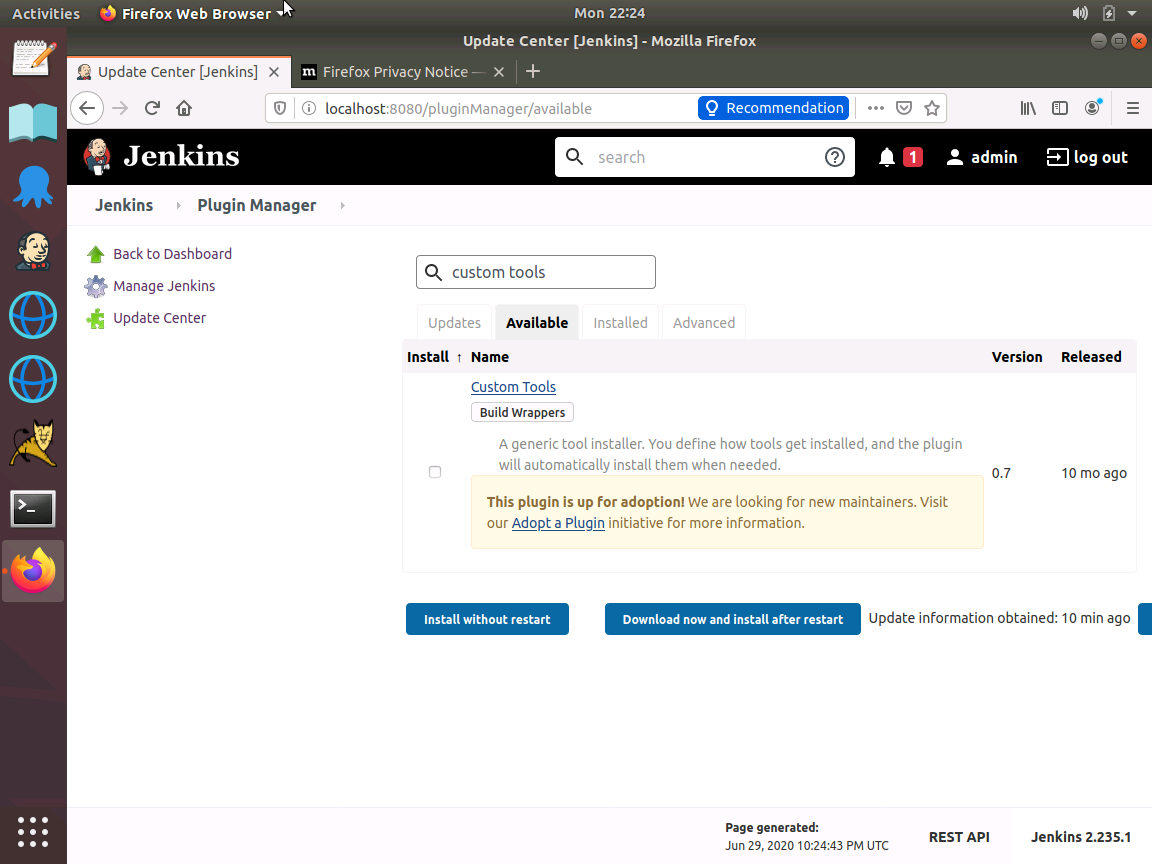 Activities Firefox Web Browser Mon 22:24
Update Center [Jenkins] - Mozilla Firefox
Update Center [Jenkins] Firefox Privacy Notice —
localhost:8080/pluginManager/available Recommendation
Jenkins search 1 admin log out
Jenkins Plugin Manager
Back to Dashboard
Manage Jenkins
Update Center
custom tools
Updates Available Installed Advanced
Install ↑ Name Version Released
Custom Tools
Build Wrappers
A generic tool installer. You define how tools get installed, and the plugin
will automatically install them when needed.
0.7 10 mo ago
This plugin is up for adoption! We are looking for new maintainers. Visit
our Adopt a Plugin initiative for more information.
Install without restart Download now and install after restart Update information obtained: 10 min ago
Page generated:
Jun 29, 2020 10:24:43 PM UTC
REST API Jenkins 2.235.1